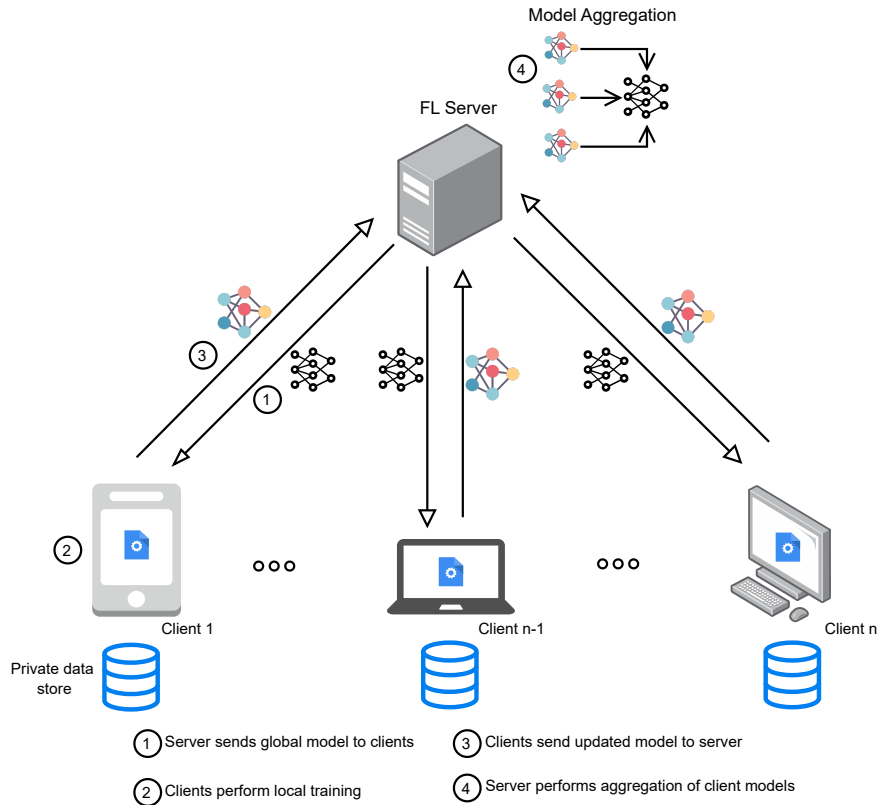 Model Aggregation
4
FL Server
3
1
2
Client 1
Client n-1
Client n
Private data
store
1 Server sends global model to clients
3 Clients send updated model to server
2 Clients perform local training
4 Server performs aggregation of client models